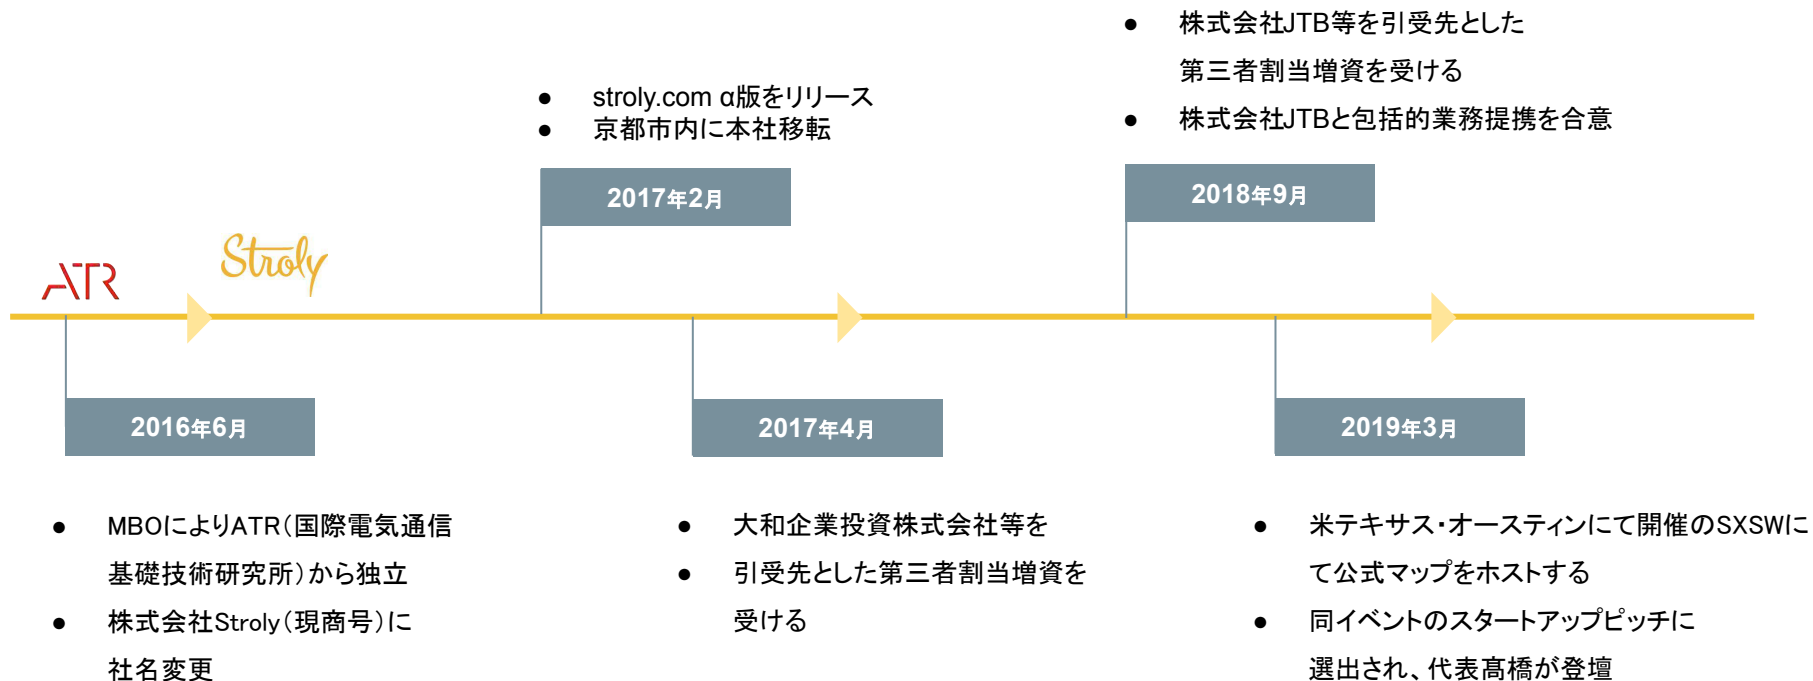 ATR
Stroly
2016年6月
● MBOによりATR（国際電気通信
基礎技術研究所）から独立
● 株式会社Stroly（現商号）に
社名変更
● stroly.com α版をリリース
● 京都市内に本社移転
2017年2月
2017年4月
● 大和企業投資株式会社等を
● 引受先とした第三者割当増資を
受ける
● 株式会社JTB等を引受先とした
第三者割当増資を受ける
● 株式会社JTBと包括的業務提携を合意
2018年9月
2019年3月
● 米テキサス・オースティンにて開催のSXSWに
て公式マップをホストする
● 同イベントのスタートアップピッチに
選出され、代表髙橋が登壇